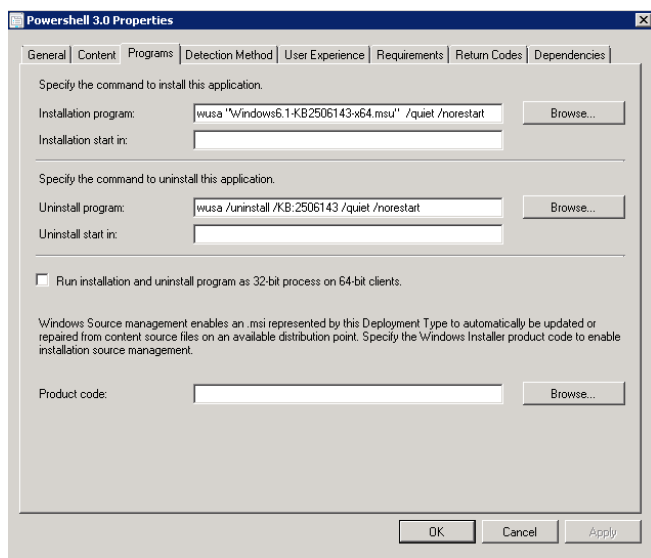 Powershell 3.0 Properties
General Content Programs Detection Method User Experience Requirements Return Codes Dependencies
Specify the command to install this application.
Installation program: wusa "Windows6.1-KB2506143-x64.msu" /quiet /norestart Browse...
Installation start in:
Specify the command to uninstall this application.
Uninstall program: wusa /uninstall /KB:2506143 /quiet /norestart Browse...
Uninstall start in:
Run installation and uninstall program as 32-bit process on 64-bit clients.
Windows Source management enables an .msi represented by this Deployment Type to automatically be updated or
repaired from content source files on an available distribution point. Specify the Windows Installer product code to enable
installation source management.
Product code: Browse...
OK Cancel Apply